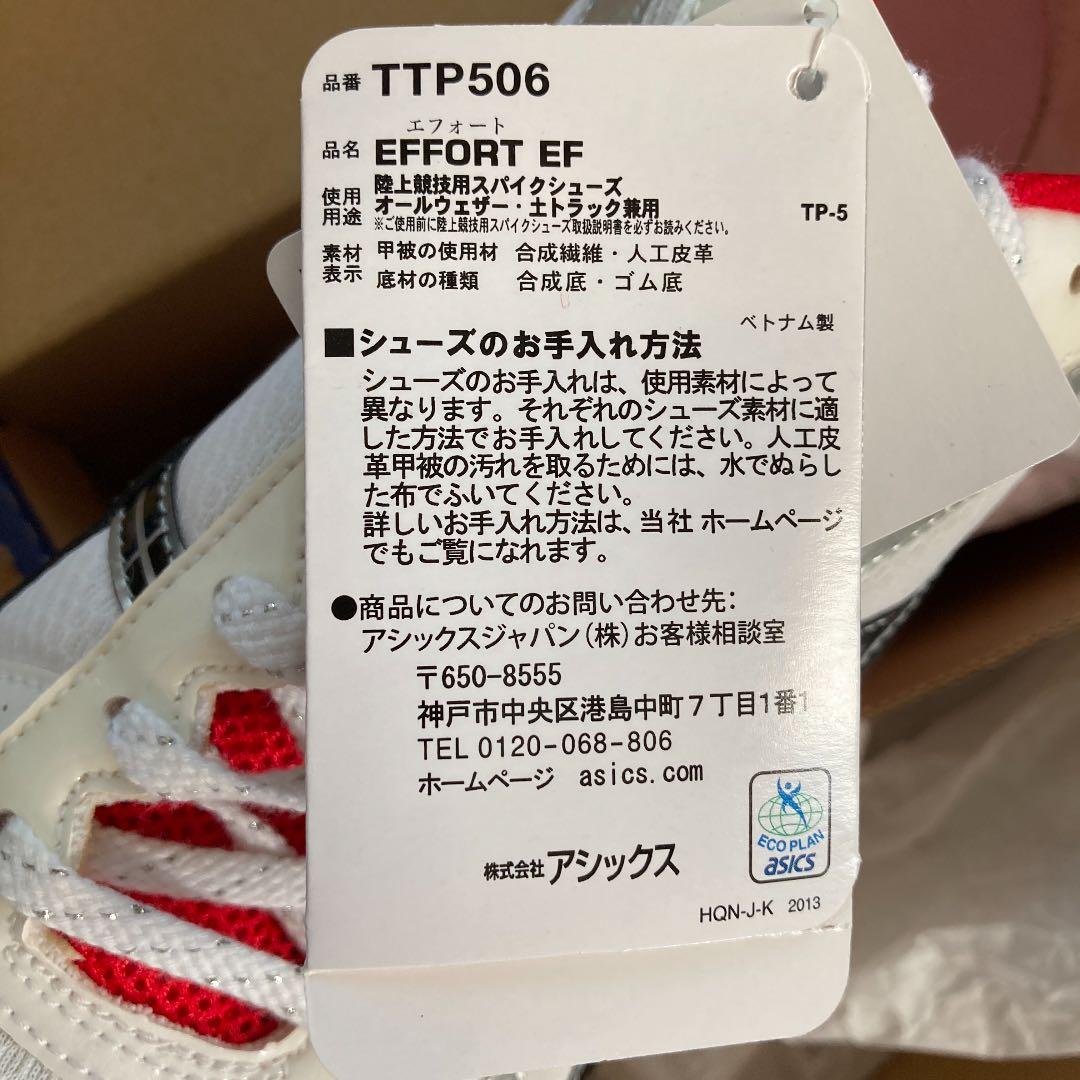 品番 TTP506
エフォート
品名 EFFORT EF
使用用途 陸上競技用スパイクシューズ
オールウェザー・土トラック兼用
※ご使用前に陸上競技用スパイクシューズ取扱説明書を必ずお読みください。
TP-5
素材表示 甲被の使用材 合成繊維・人工皮革
底材の種類 合成底・ゴム底
ベトナム製
■シューズのお手入れ方法
シューズのお手入れは、使用素材によって
異なります。それぞれのシューズ素材に適
した方法でお手入れしてください。人工皮
革甲被の汚れを取るためには、水でぬらし
た布でふいてください。
詳しいお手入れ方法は、当社 ホームページ
でもご覧になれます。
●商品についてのお問い合わせ先：
アシックスジャパン（株）お客様相談室
〒650-8555
神戸市中央区港島中町７丁目1番1
TEL 0120-068-806
ホームページ asics.com
ECO PLAN
asics
株式会社アシックス
HQN-J-K 2013